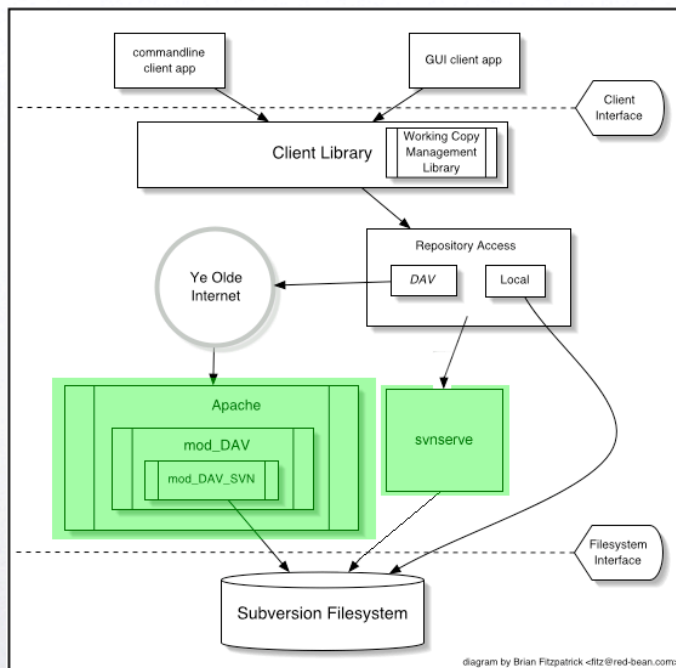 commandline
client app
GUI client app
Client
Interface
Client Library
Working Copy
Management
Library
Repository Access
DAV
Local
Ye Olde
Internet
Apache
mod_DAV
mod_DAV_SVN
svnserve
Filesystem
Interface
Subversion Filesystem
diagram by Brian Fitzpatrick <fitz@red-bean.com>